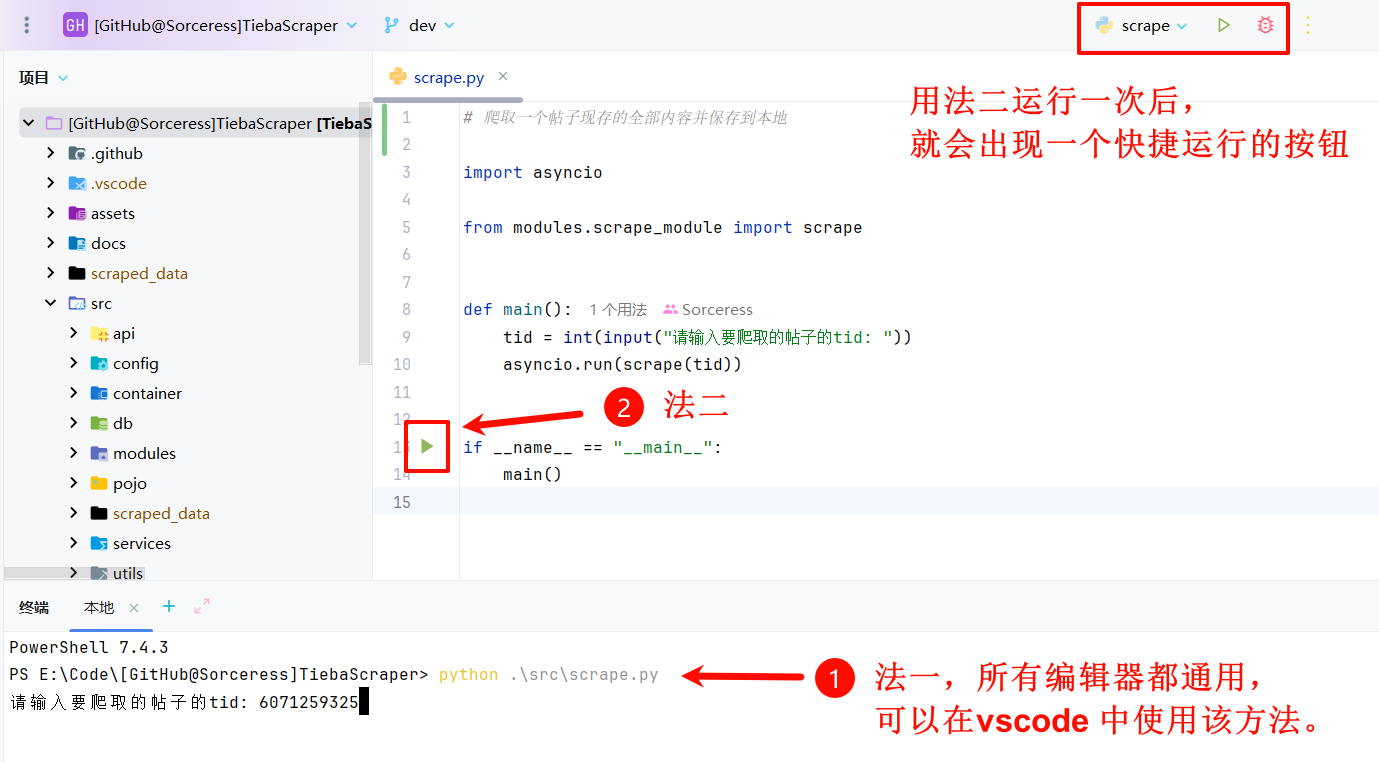 GH [GitHub@Sorceress]TiebaScraper dev scrape
项目
scrape.py
用法二运行一次后，
就会出现一个快捷运行的按钮
[GitHub@Sorceress]TiebaScraper [TiebaS
.github
.vscode
assets
docs
scraped_data
src
api
config
container
db
modules
pojo
scraped_data
services
utils
1 # 爬取一个帖子现存的全部内容并保存到本地
2
3 import asyncio
4
5 from modules.scrape_module import scrape
6
7
8 def main(): 1 个用法 Sorceress
9 tid = int(input("请输入要爬取的帖子的tid: "))
10 asyncio.run(scrape(tid))
11
2 法二
12
13 if __name__ == "__main__":
14 main()
15
终端 本地
PowerShell 7.4.3
PS E:\Code\[GitHub@Sorceress]TiebaScraper> python .\src\scrape.py
请输入要爬取的帖子的tid: 6071259325
1 法一，所有编辑器都通用，
可以在vscode 中使用该方法。